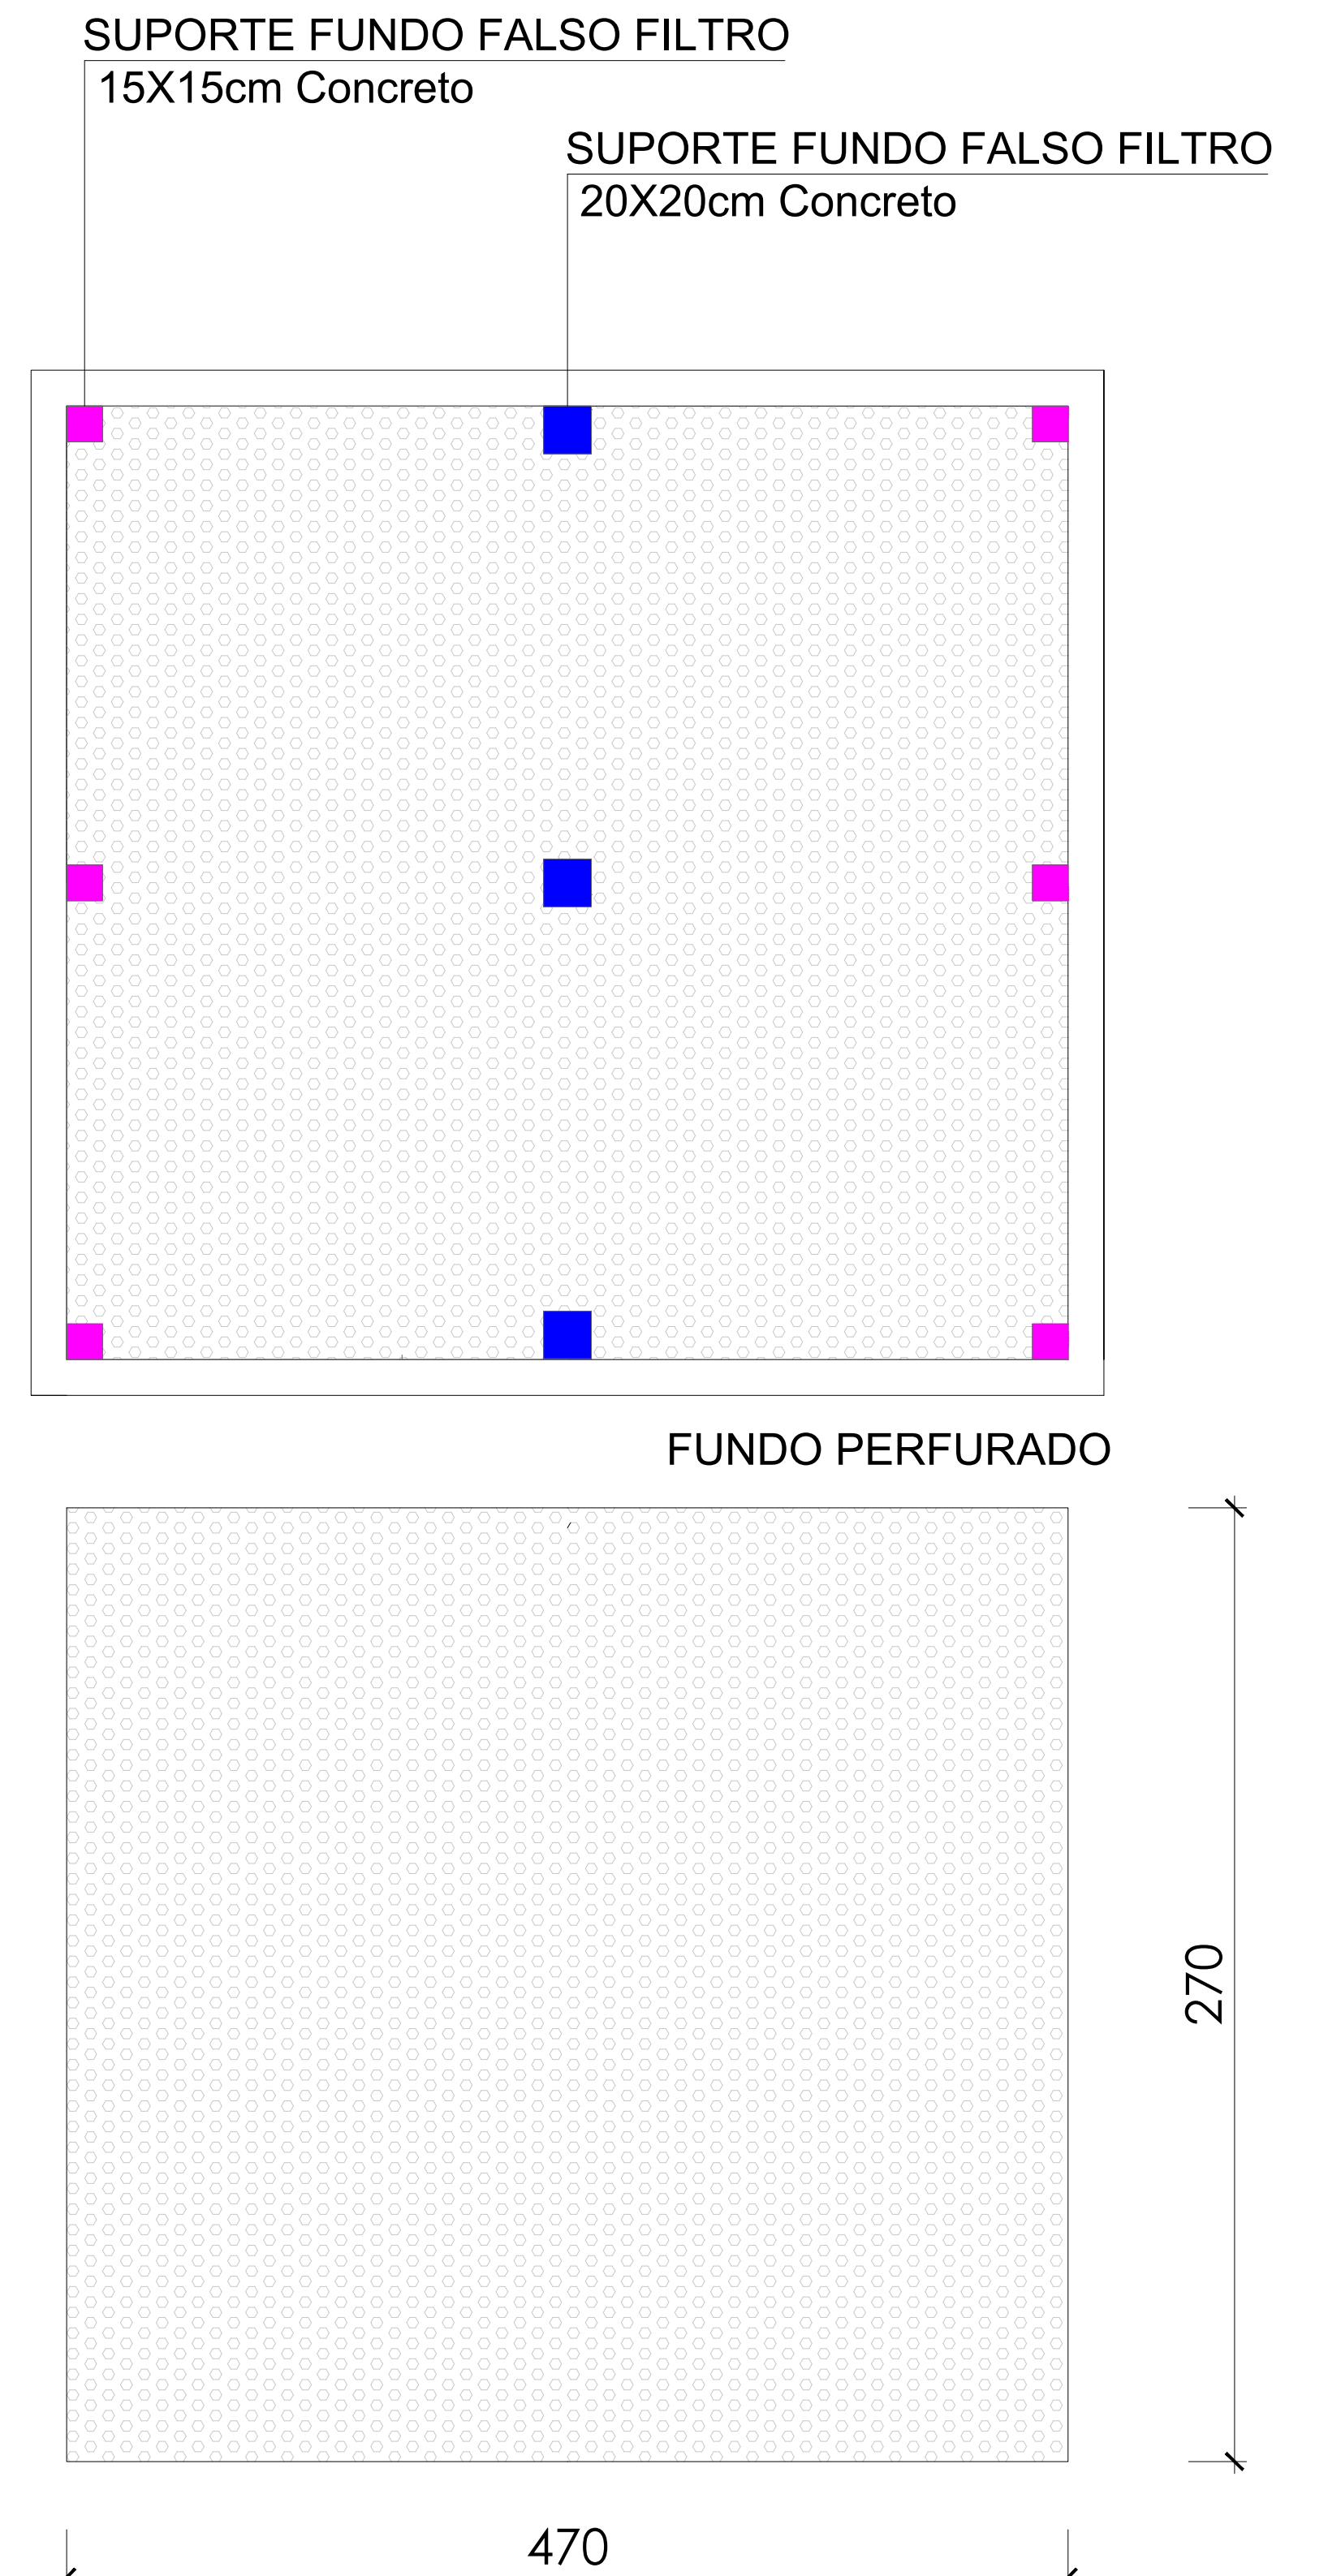 SUPORTE FUNDO FALSO FILTRO
15X15cm Concreto
SUPORTE FUNDO FALSO FILTRO
20X20cm Concreto
FUNDO PERFURADO
270
470